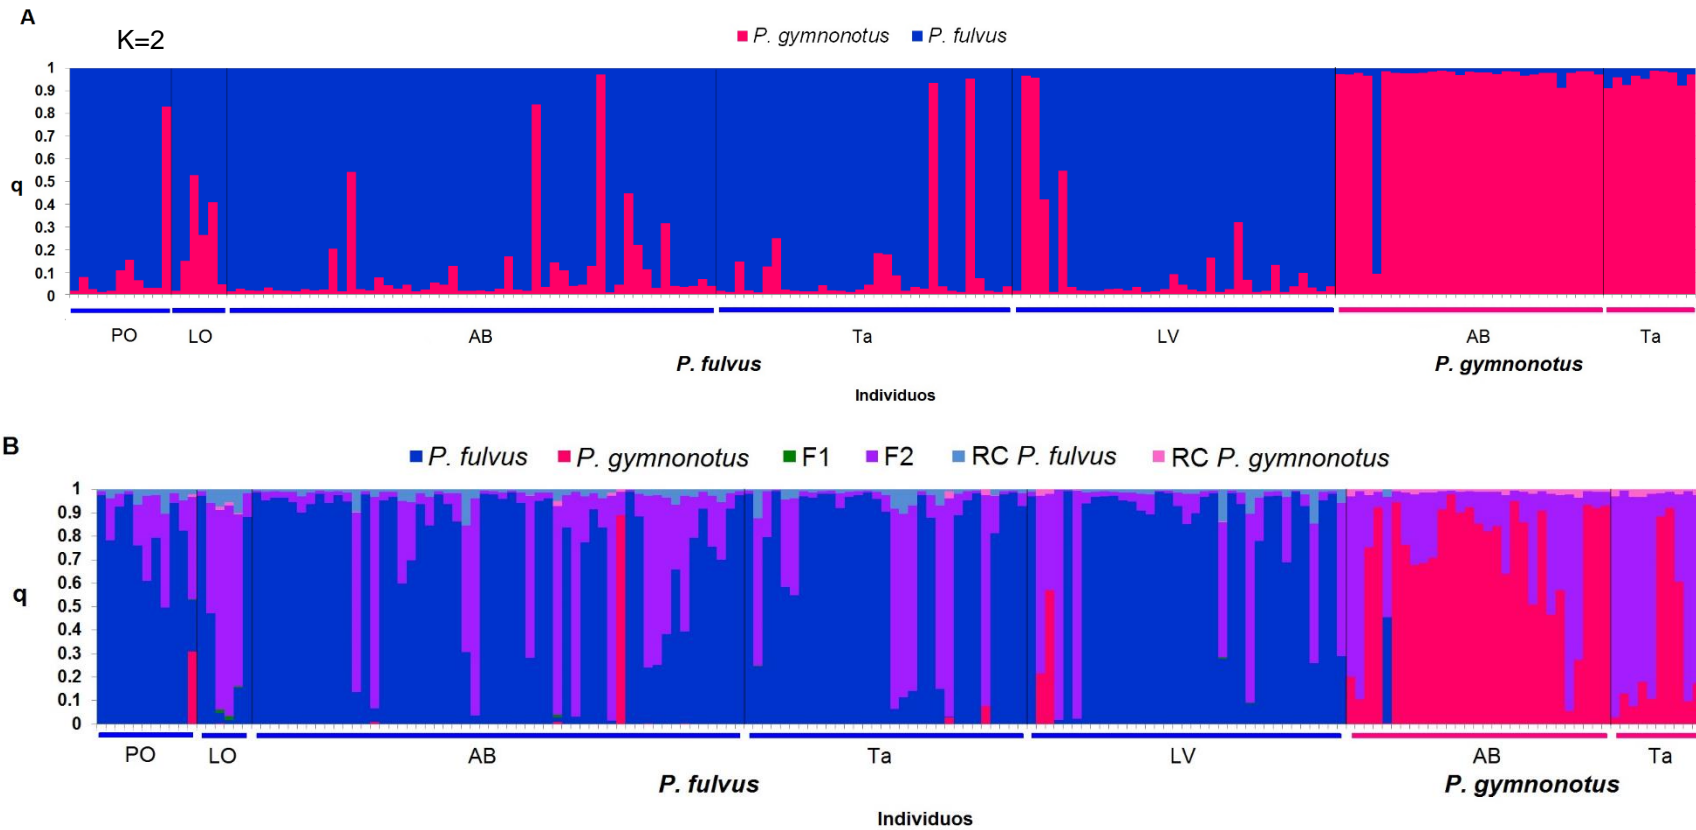 A
K=2
P. gymnonotus P. fulvus
1
0.9
0.8
0.7
0.6
0.5
q
0.4
0.3
0.2
0.1
0
PO LO AB Ta LV AB Ta
P. fulvus P. gymnonotus
Individuos
B
P. fulvus P. gymnonotus F1 F2 RC P. fulvus RC P. gymnonotus
1
0.9
0.8
0.7
0.6
q
0.5
0.4
0.3
0.2
0.1
0
PO LO AB Ta LV AB Ta
P. fulvus P. gymnonotus
Individuos